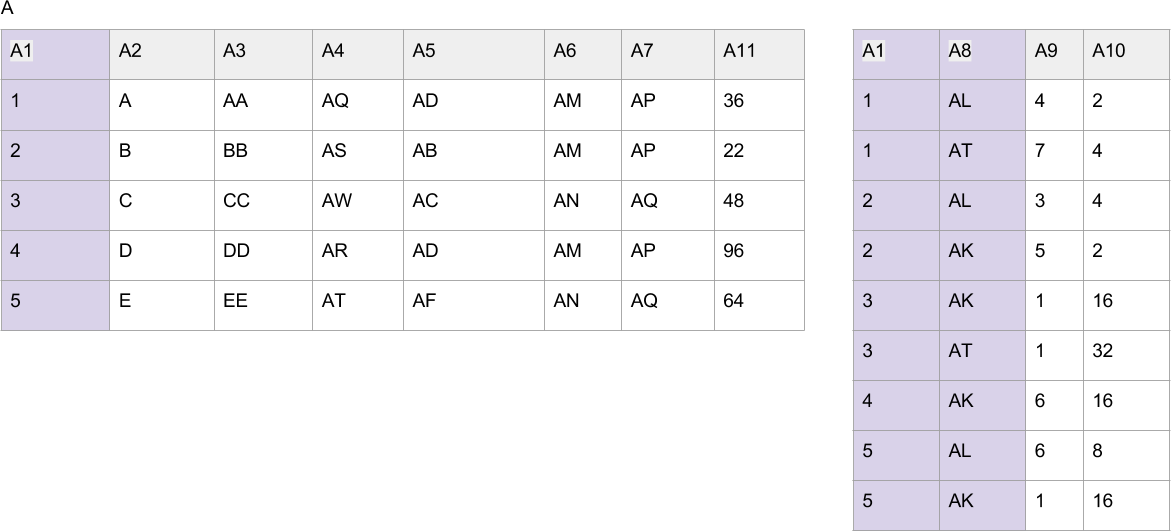 A
A1 A2 A3 A4 A5 A6 A7 A11
1 A AA AQ AD AM AP 36
2 B BB AS AB AM AP 22
3 C CC AW AC AN AQ 48
4 D DD AR AD AM AP 96
5 E EE AT AF AN AQ 64
A1 A8 A9 A10
1 AL 4 2
1 AT 7 4
2 AL 3 4
2 AK 5 2
3 AK 1 16
3 AT 1 32
4 AK 6 16
5 AL 6 8
5 AK 1 16